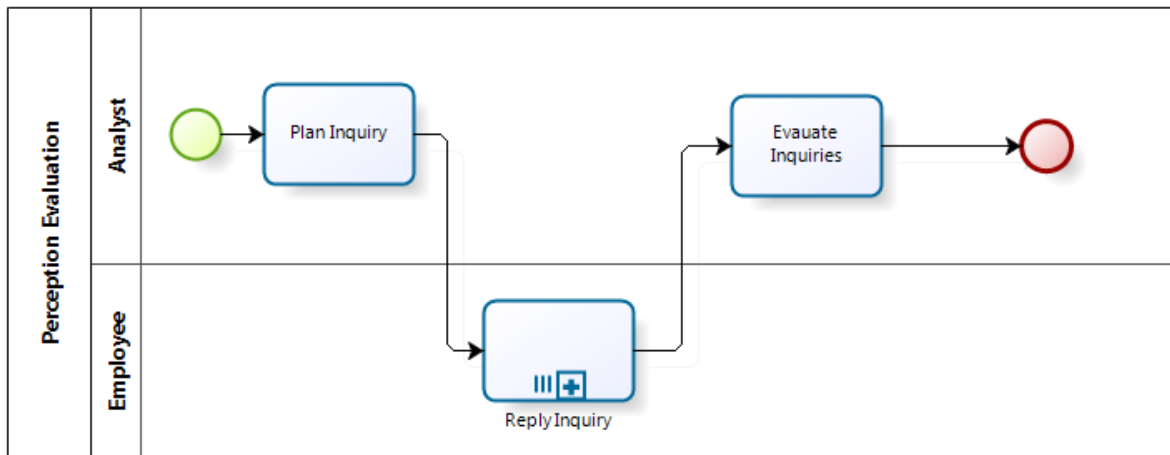 Perception Evaluation
Analyst
Employee
Plan Inquiry
Reply Inquiry
Evauate
Inquiries